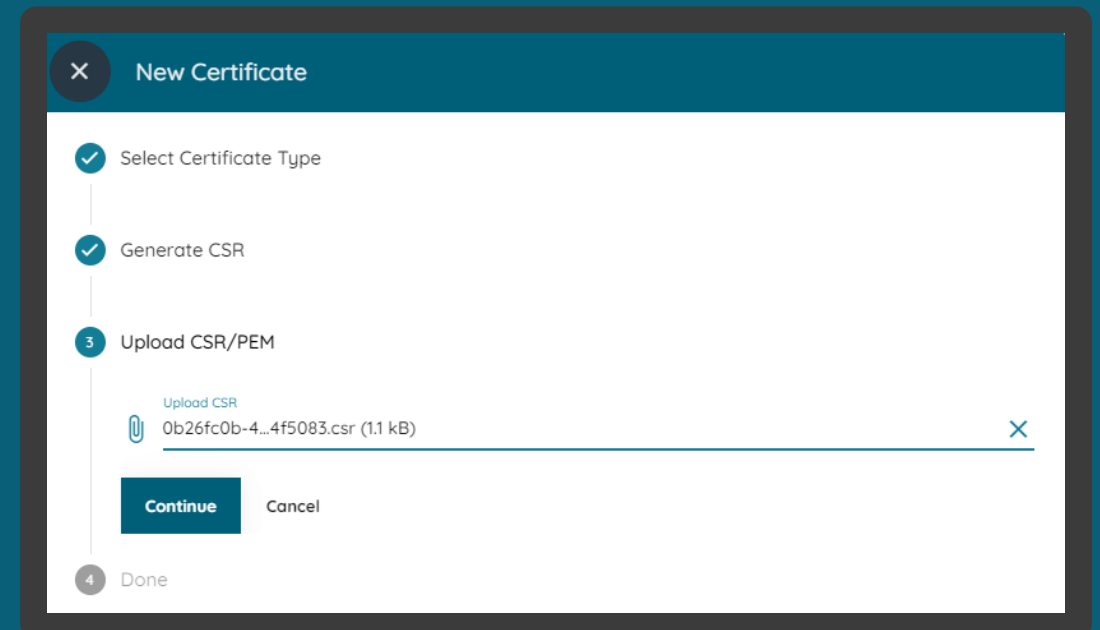 New Certificate
Select Certificate Type
Generate CSR
3 Upload CSR/PEM
Upload CSR
0b26fc0b-4...4f5083.csr (1.1 kB)
Continue Cancel
4 Done